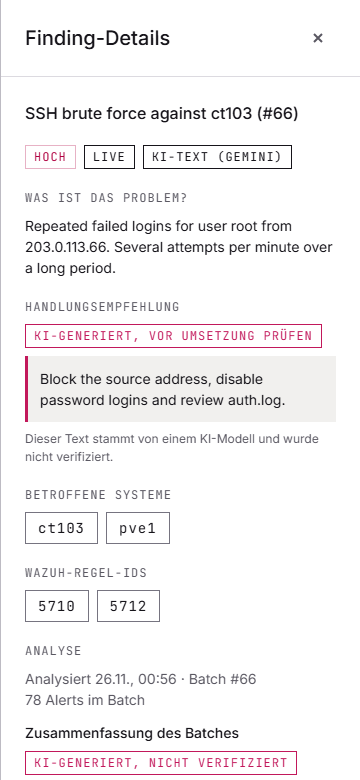 Finding-Details ×
SSH brute force against ct103 (#66)
HOCH LIVE KI-TEXT (GEMINI)
WAS IST DAS PROBLEM?
Repeated failed logins for user root from
203.0.113.66. Several attempts per minute over
a long period.
HANDLUNGSEMPFEHLUNG
KI-GENERIERT, VOR UMSETZUNG PRÜFEN
Block the source address, disable
password logins and review auth.log.
Dieser Text stammt von einem KI-Modell und wurde
nicht verifiziert.
BETROFFENE SYSTEME
ct103 pve1
WAZUH-REGEL-IDS
5710 5712
ANALYSE
Analysiert 26.11., 00:56 · Batch #66
78 Alerts im Batch
Zusammenfassung des Batches
KI-GENERIERT, NICHT VERIFIZIERT